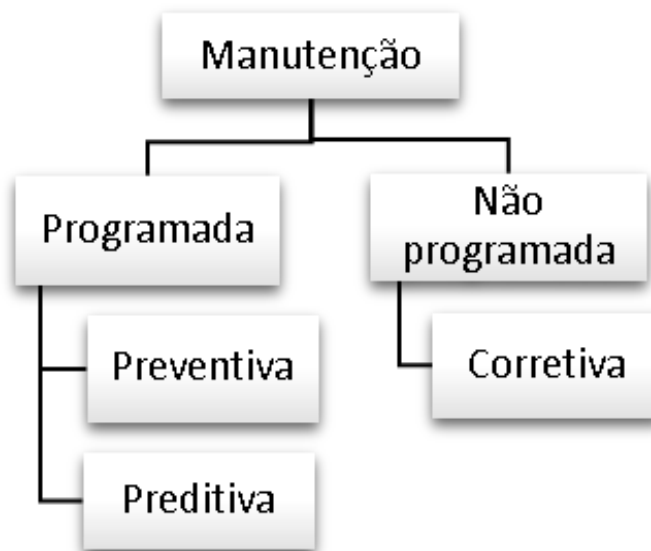 Manutenção
Programada
Preventiva
Preditiva
Não
programada
Corretiva